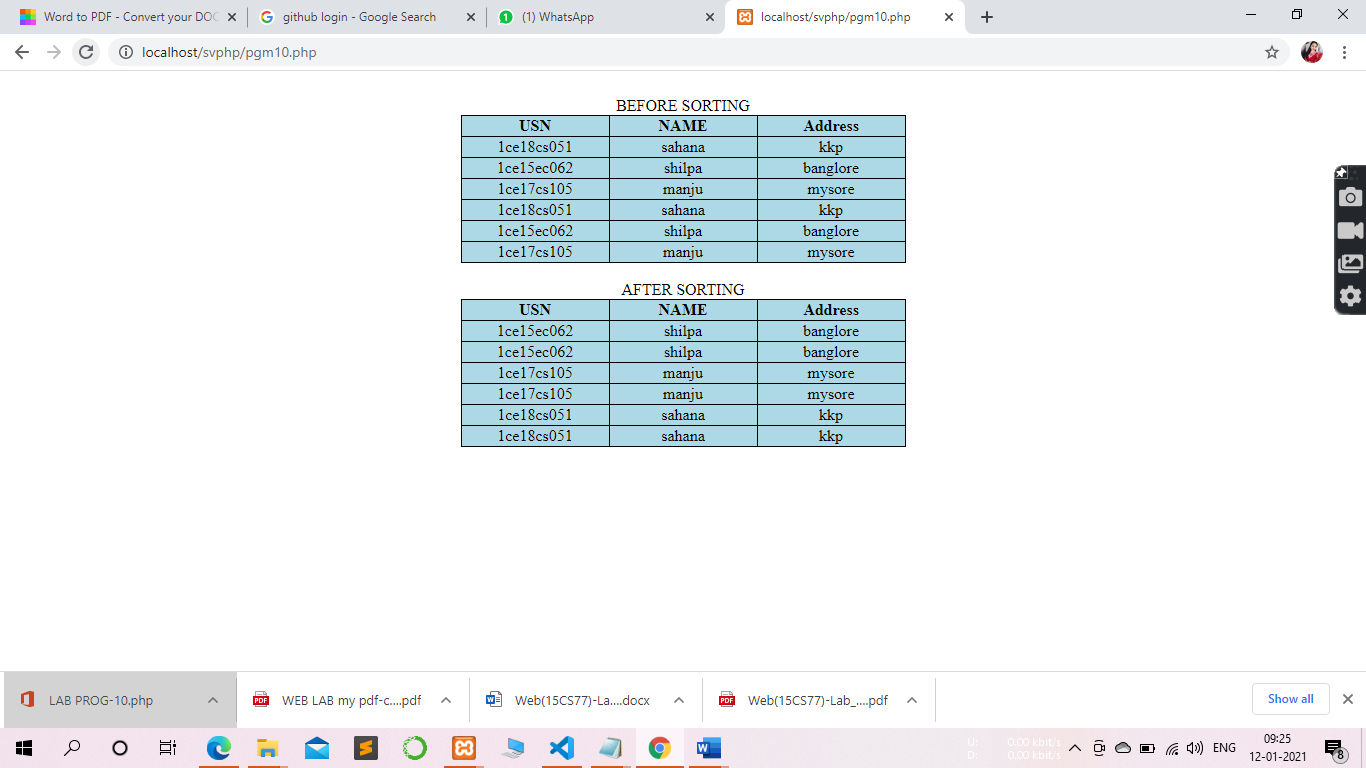 Word to PDF - Convert your DOC
github login - Google Search
1 (1) WhatsApp
localhost/svphp/pgm10.php
localhost/svphp/pgm10.php
BEFORE SORTING
USN NAME Address
1ce18cs051 sahana kkp
1ce15ec062 shilpa banglore
1ce17cs105 manju mysore
1ce18cs051 sahana kkp
1ce15ec062 shilpa banglore
1ce17cs105 manju mysore
AFTER SORTING
USN NAME Address
1ce15ec062 shilpa banglore
1ce15ec062 shilpa banglore
1ce17cs105 manju mysore
1ce17cs105 manju mysore
1ce18cs051 sahana kkp
1ce18cs051 sahana kkp
LAB PROG-10.php
PDF WEB LAB my pdf-c....pdf
Web(15CS77)-La....docx
PDF Web(15CS77)-Lab_....pdf
Show all
U: 0.00 kbit/s
D: 0.00 kbit/s
ENG
09:25
12-01-2021
8